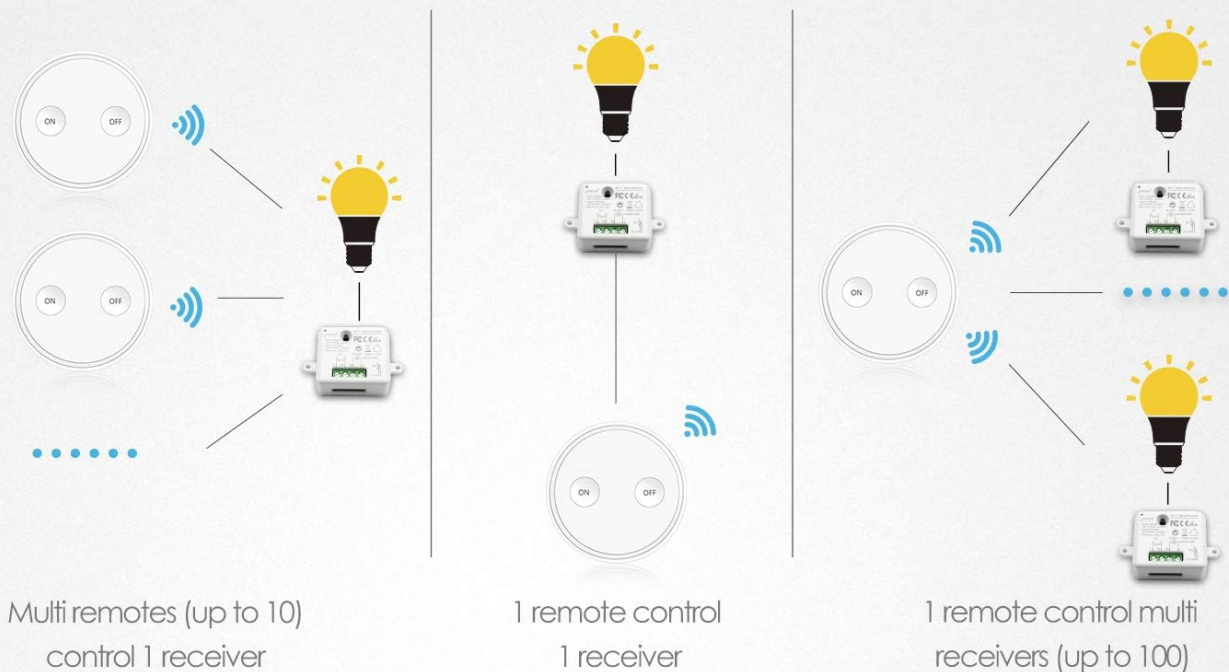 ON OFF
ON OFF
ON OFF
ON OFF
Multi remotes (up to 10)
control 1 receiver
1 remote control
1 receiver
1 remote control multi
receivers (up to 100)